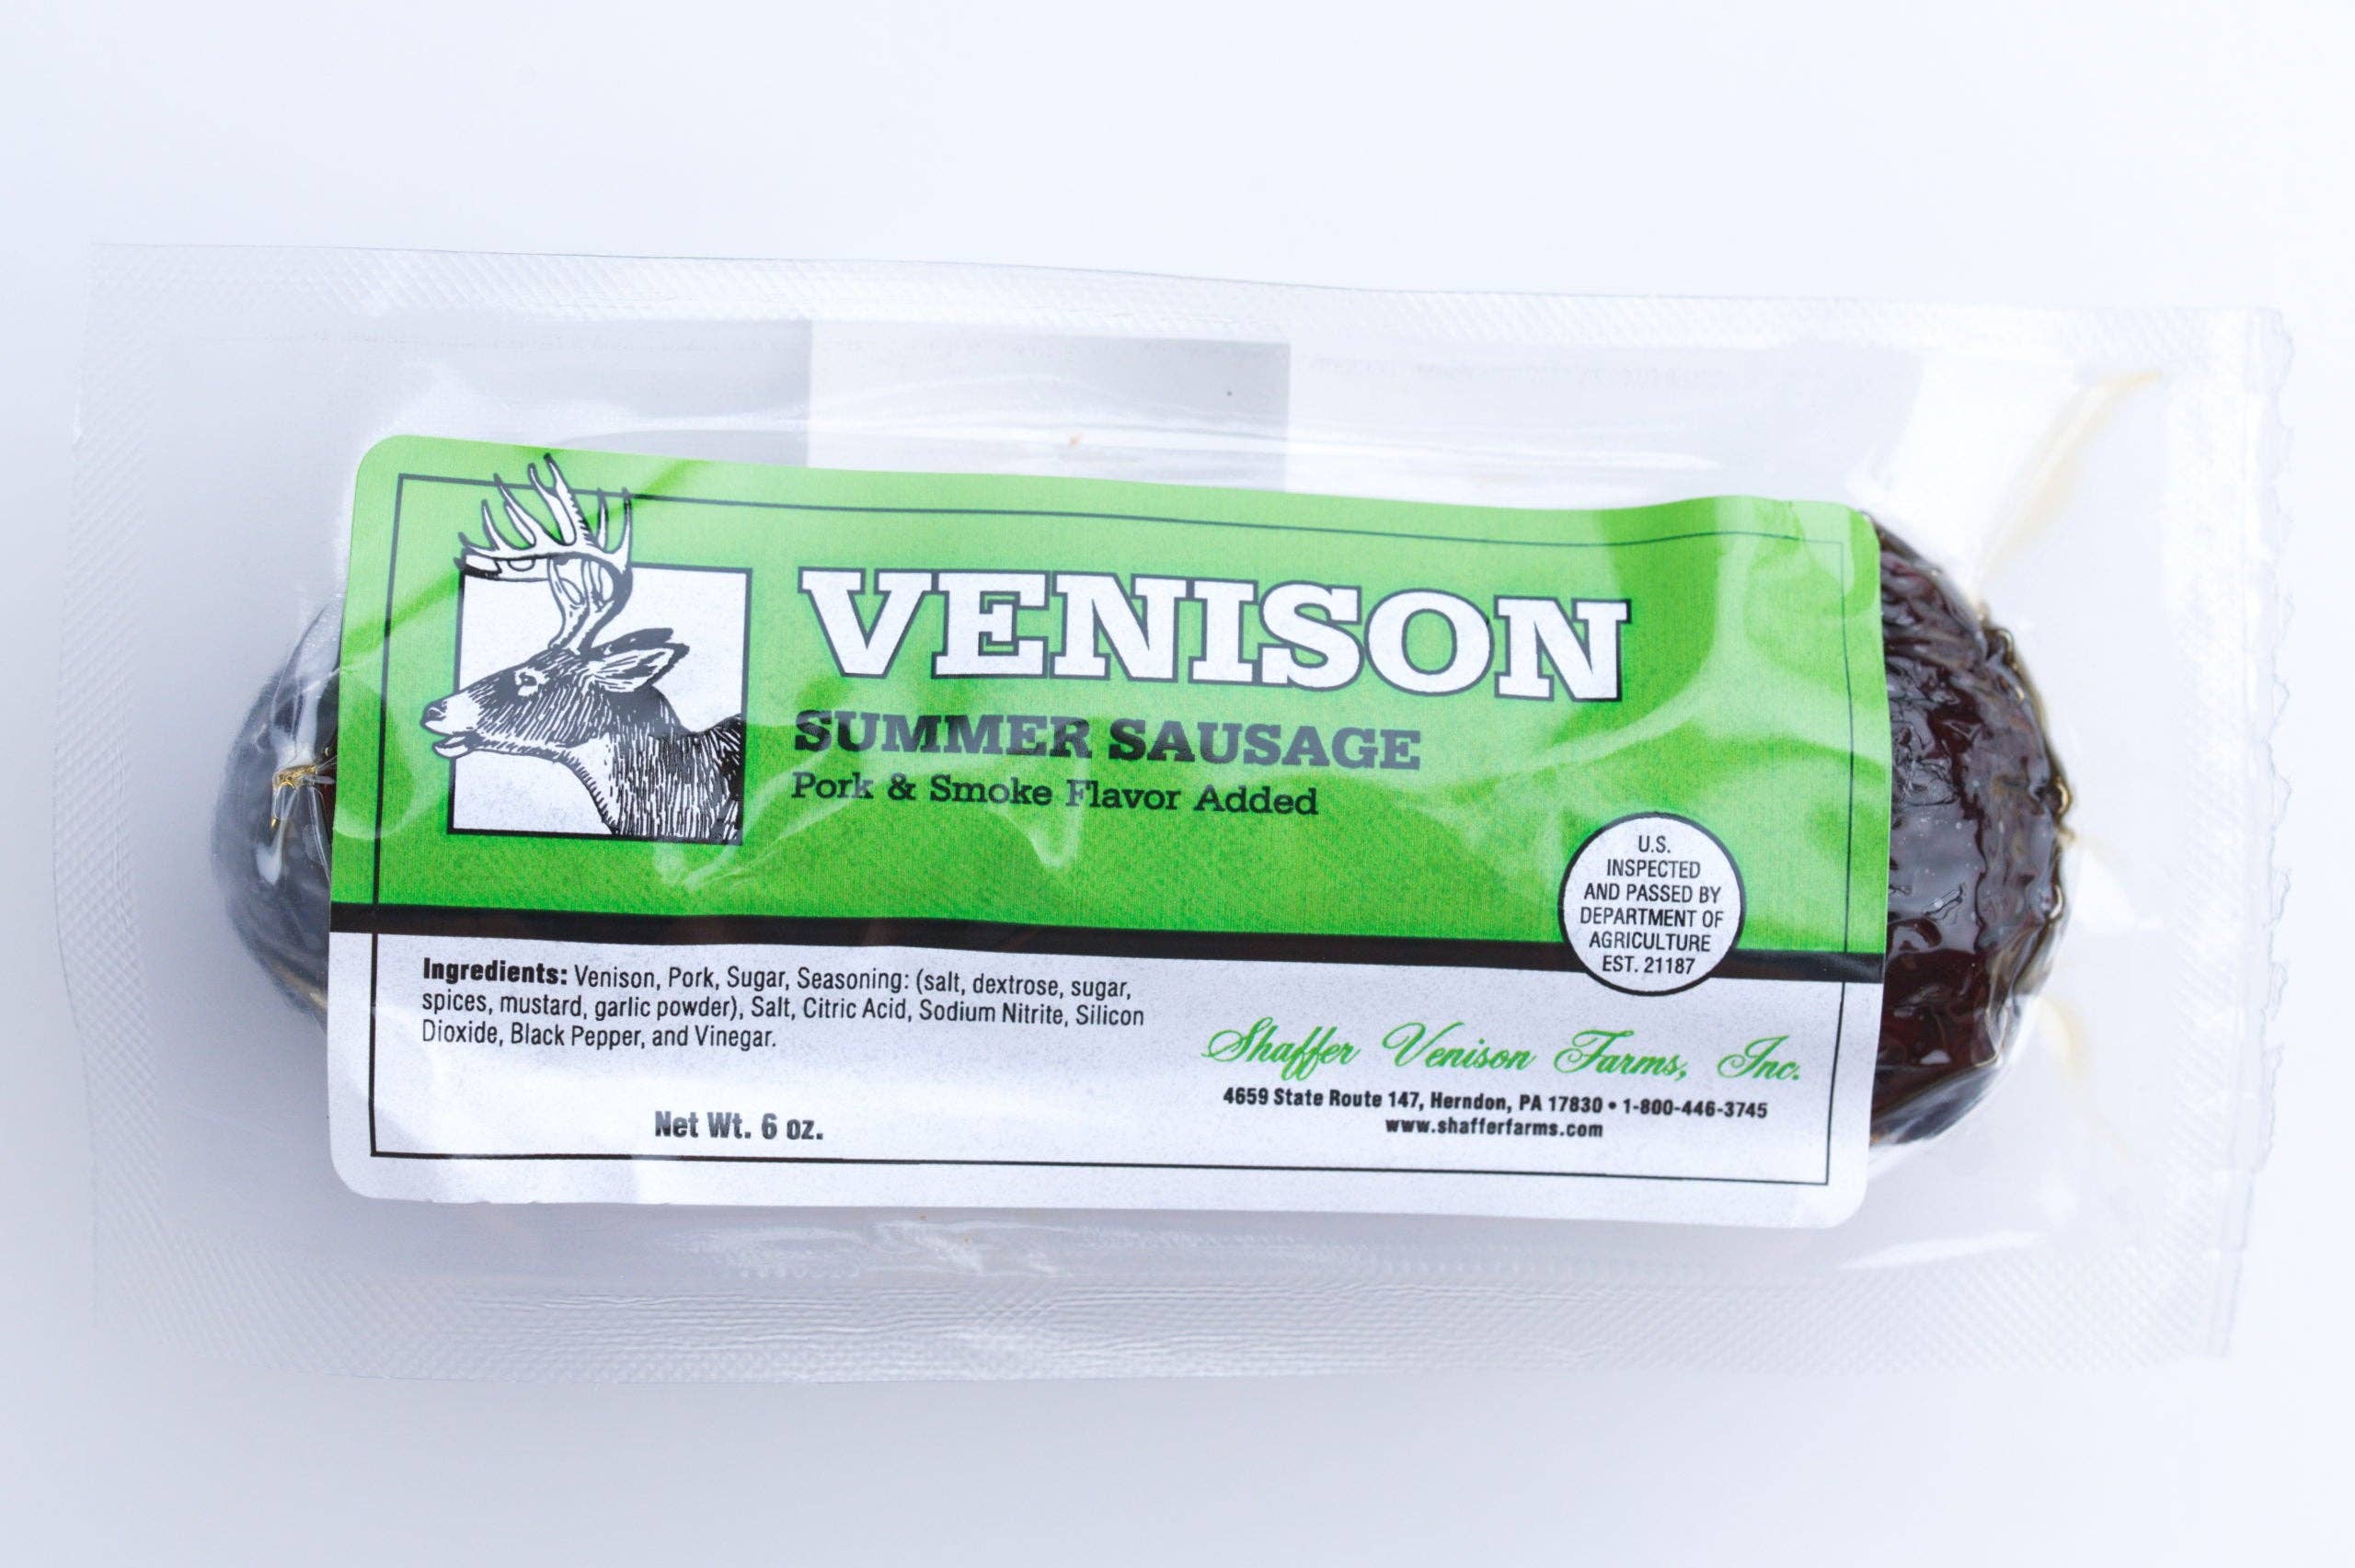 VENISON
SUMMER SAUSAGE
Pork & Smoke Flavor Added
U.S.
INSPECTED
AND PASSED BY
DEPARTMENT OF
AGRICULTURE
EST. 21187
Ingredients: Venison, Pork, Sugar, Seasoning: (salt, dextrose, sugar,
spices, mustard, garlic powder), Salt, Citric Acid, Sodium Nitrite, Silicon
Dioxide, Black Pepper, and Vinegar.
Net Wt. 6 oz.
Shaffer Venison Farms, Inc.
4659 State Route 147, Herndon, PA 17830 • 1-800-446-3745
www.shafferfarms.com